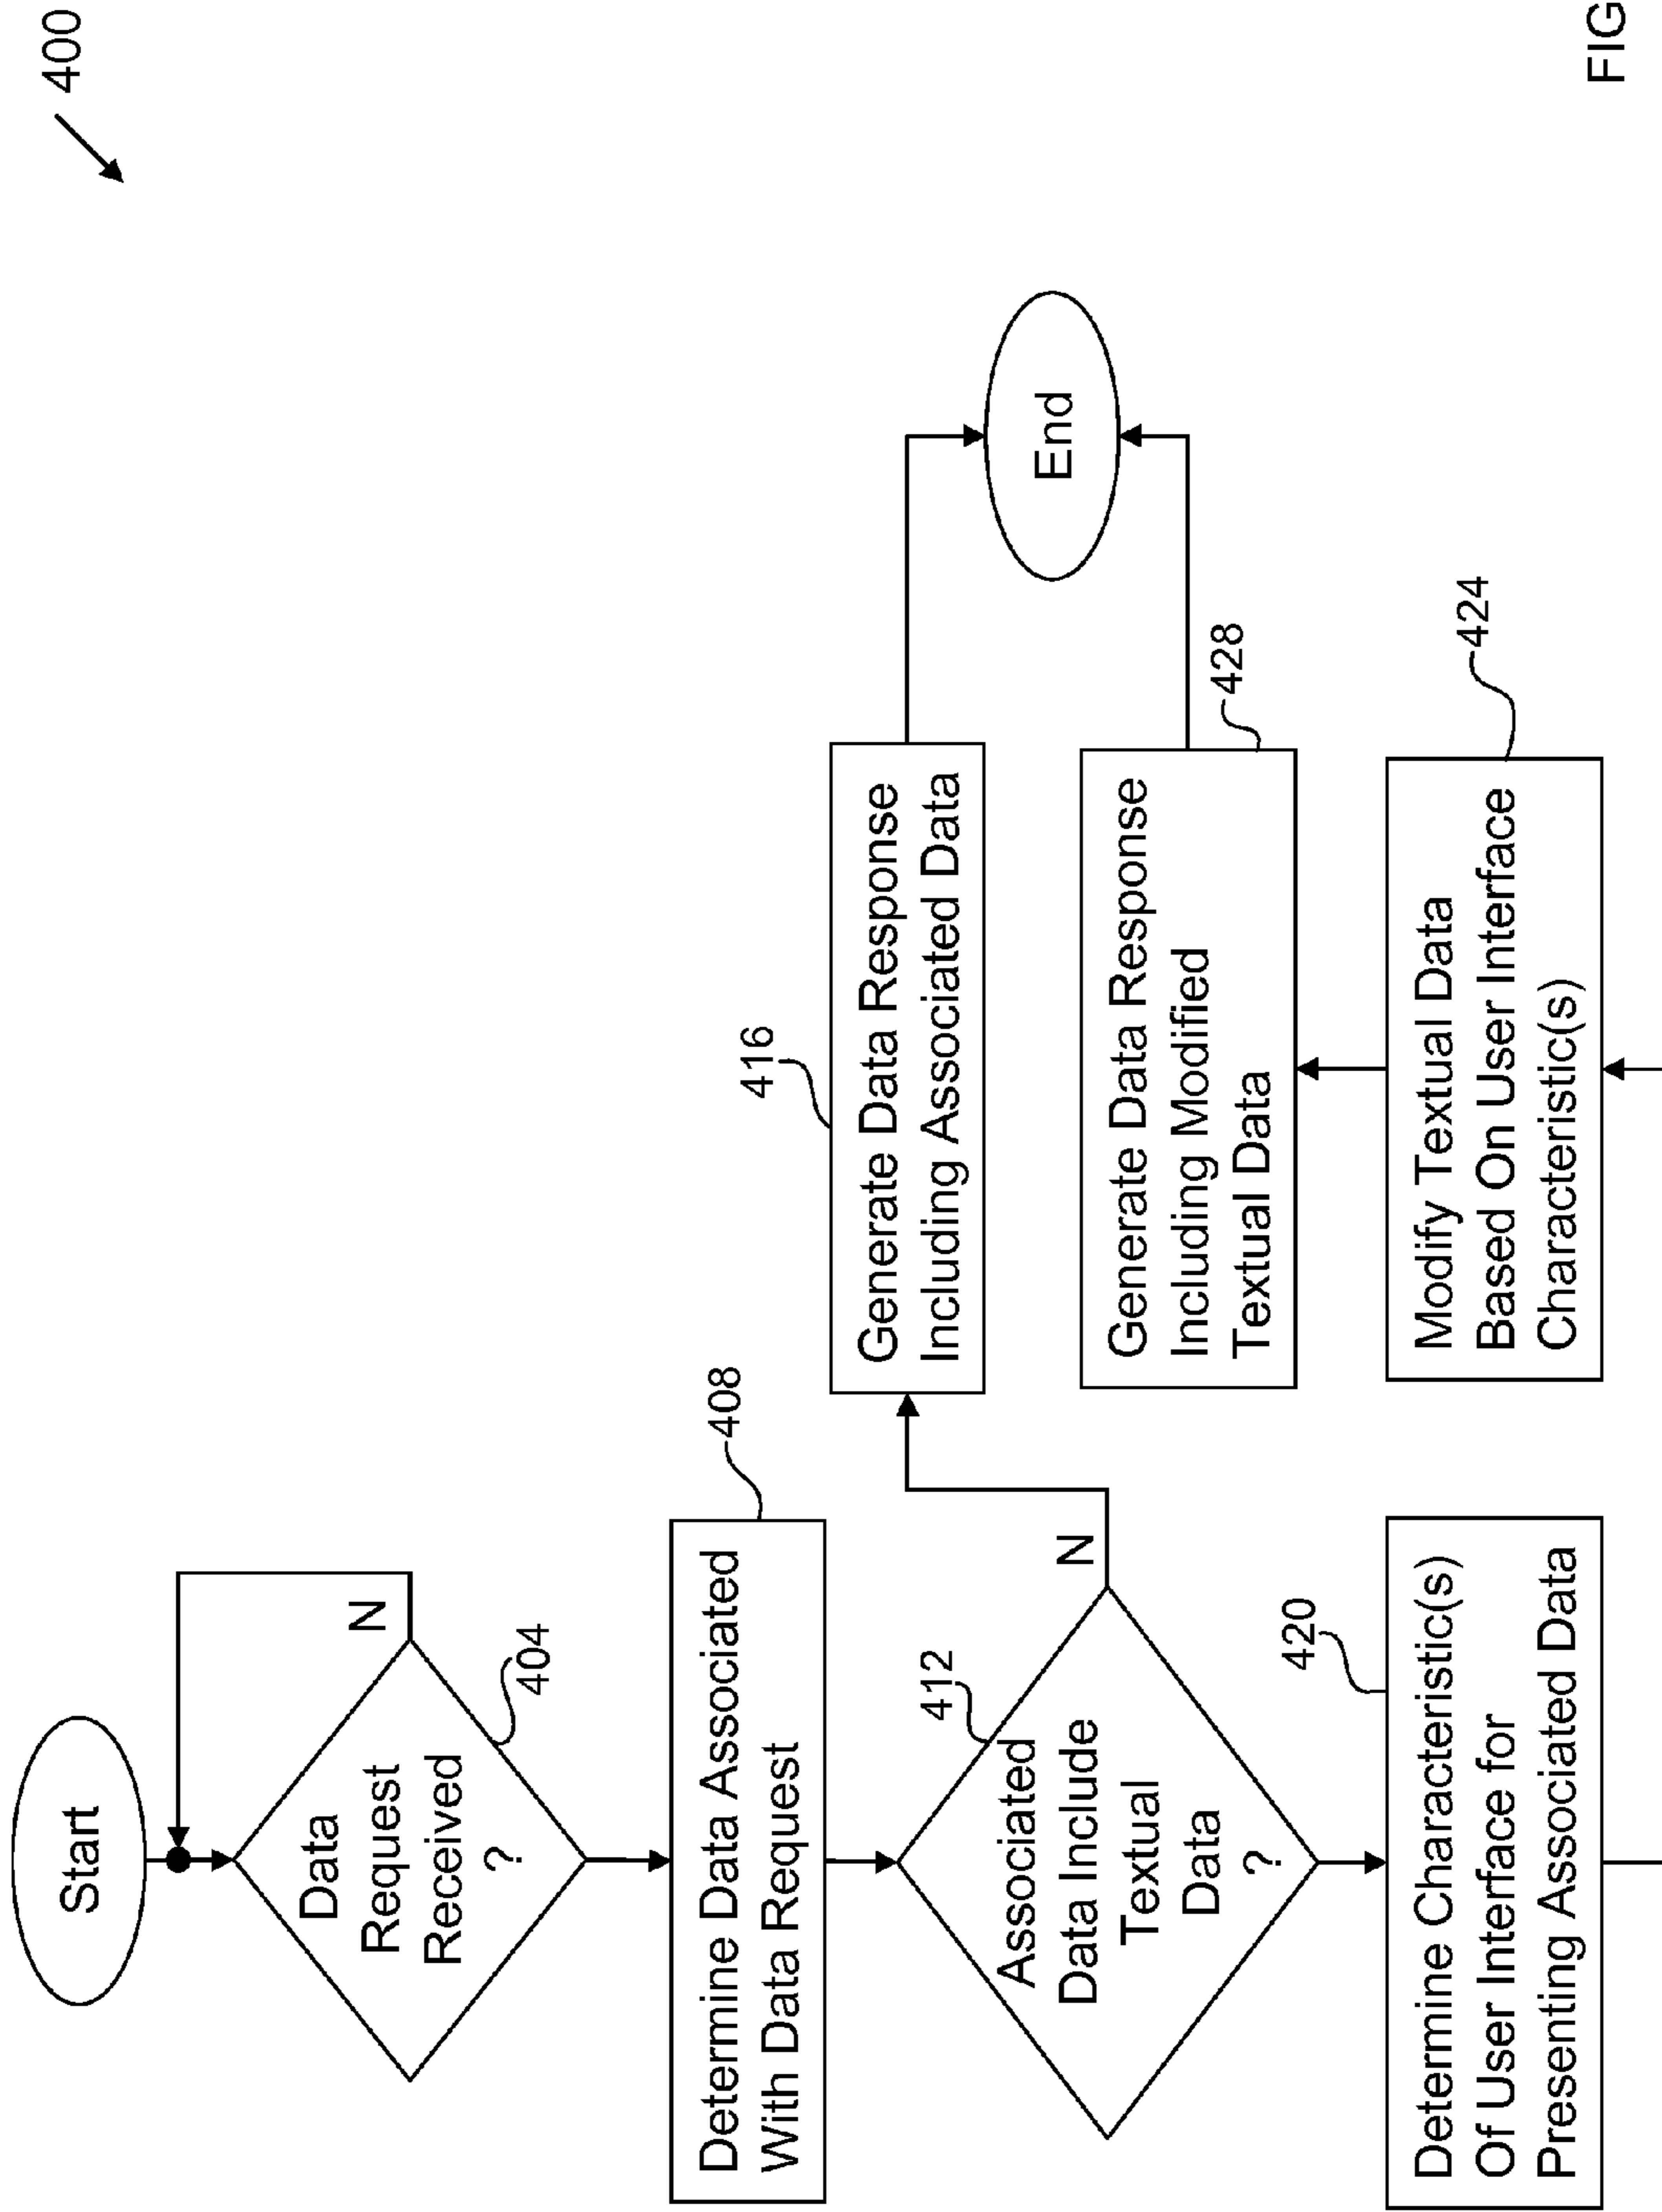 400
Start
Data
Request
Received
?
N
404
Determine Data Associated
With Data Request
408
Associated
Data Include
Textual
Data
?
412
N
416
Generate Data Response
Including Associated Data
End
420
Determine Characteristic(s)
Of User Interface for
Presenting Associated Data
Modify Textual Data
Based On User Interface
Characteristic(s)
424
Generate Data Response
Including Modified
Textual Data
428
FIG